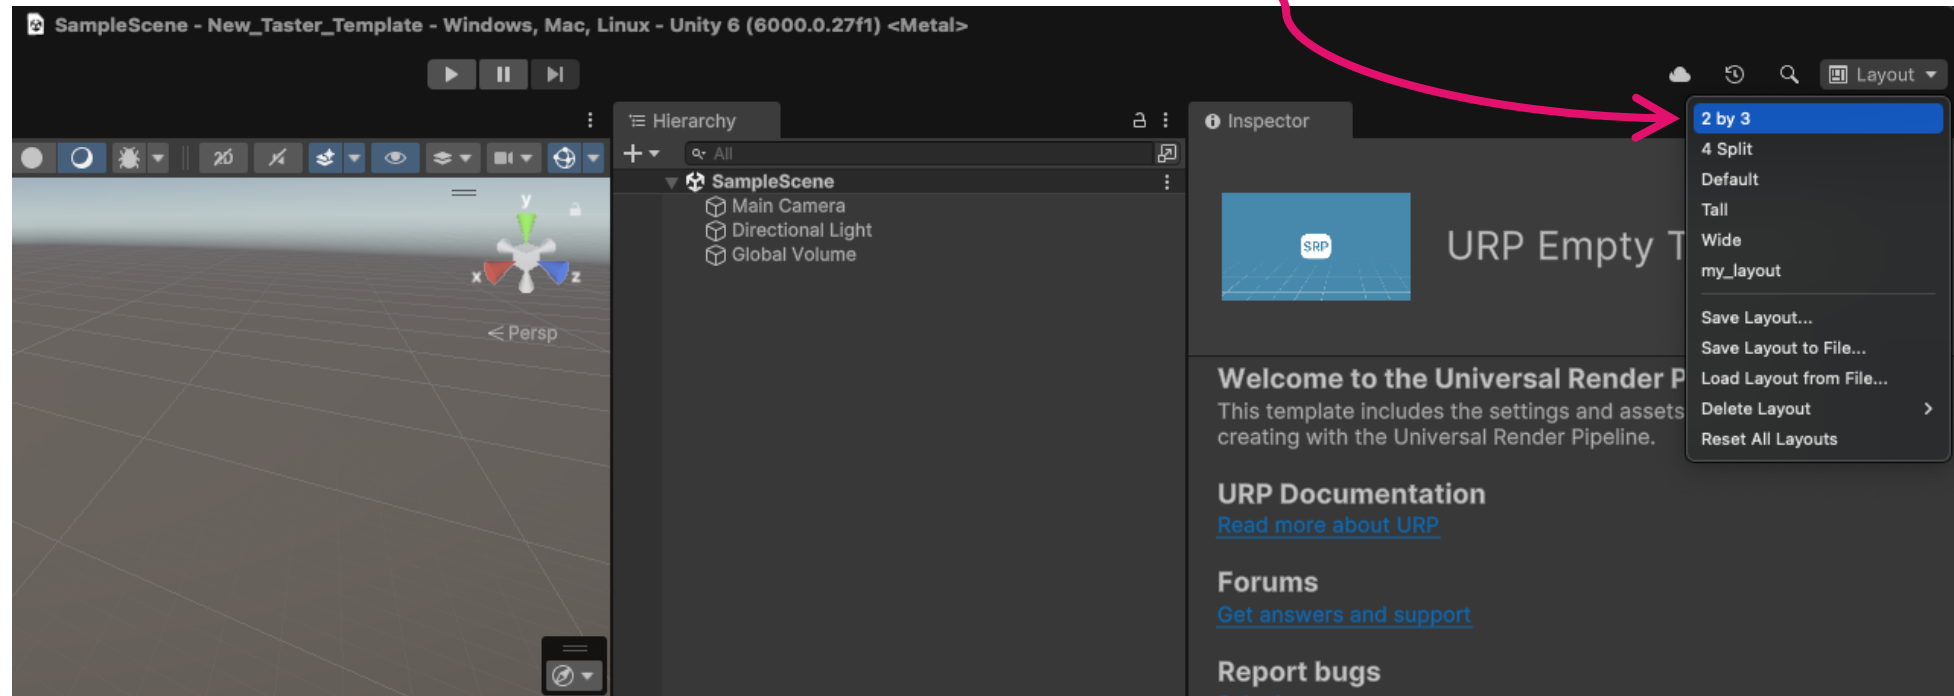 SampleScene - New_Taster_Template - Windows, Mac, Linux - Unity 6 (6000.0.27f1) <Metal>
Layout
Hierarchy
Inspector
2D
All
SampleScene
Main Camera
Directional Light
Global Volume
y
x
z
Persp
SRP
URP Empty T
Welcome to the Universal Render P
This template includes the settings and assets
creating with the Universal Render Pipeline.
URP Documentation
Read more about URP
Forums
Get answers and support
Report bugs
2 by 3
4 Split
Default
Tall
Wide
my_layout
Save Layout...
Save Layout to File...
Load Layout from File...
Delete Layout
Reset All Layouts